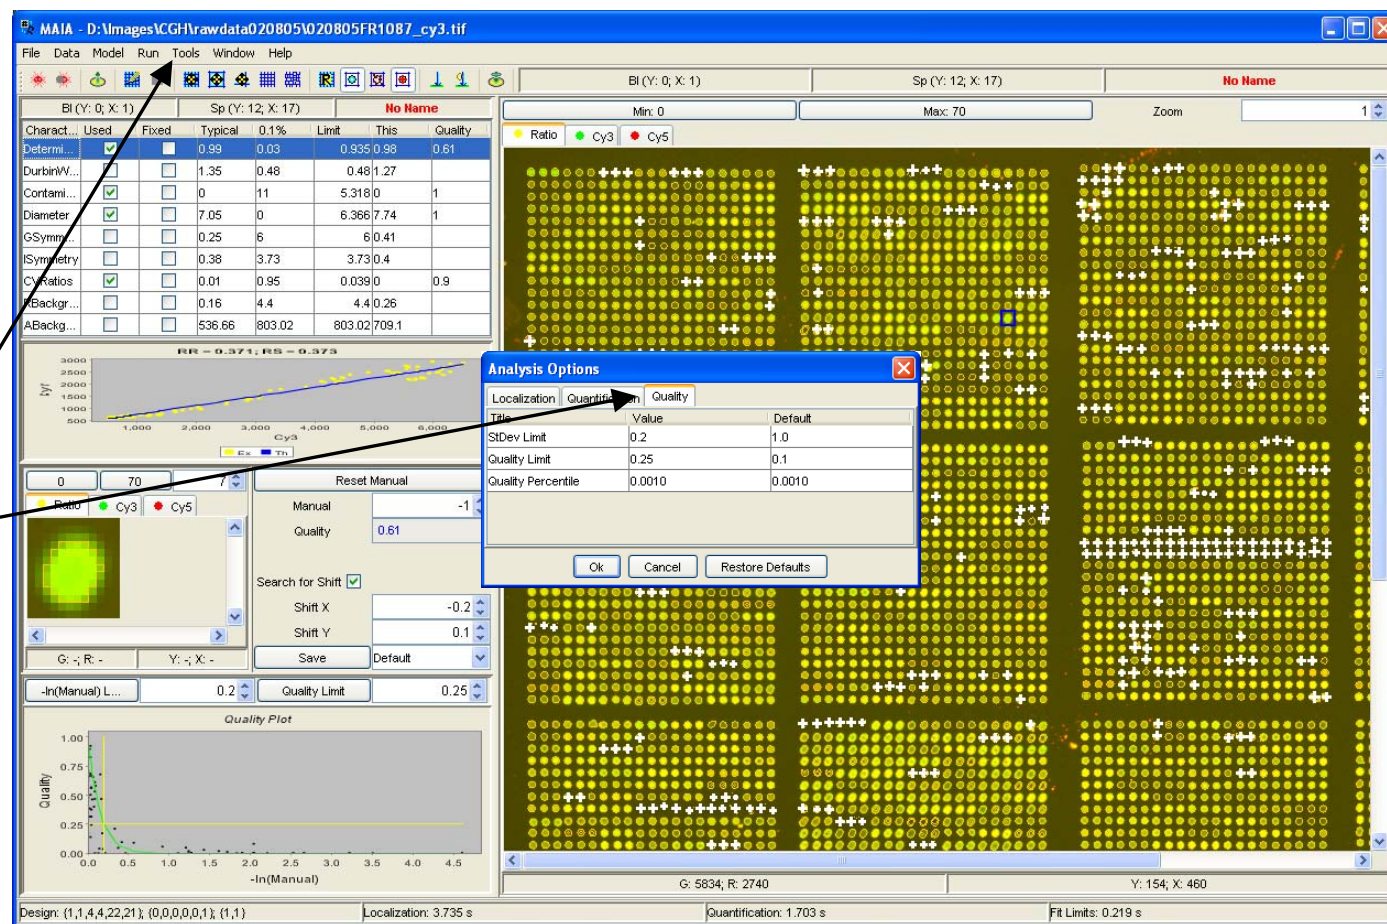 MAIA - D:\Images\CGH\rawdata020805\020805FR1087_cy3.tif
File Data Model Run Tools Window Help
Bl (Y: 0; X: 1) Sp (Y: 12; X: 17) No Name
Bl (Y: 0; X: 1) Sp (Y: 12; X: 17) No Name
Charact... Used Fixed Typical 0.1% Limit This Quality
Determi... 0.99 0.03 0.935 0.98 0.61
DurbinW... 1.35 0.48 0.48 1.27
Contami... 0 11 5.318 0 1
Diameter 7.05 0 6.366 7.74 1
GSymm... 0.25 6 6 0.41
ISymmetry 0.38 3.73 3.73 0.4
CVRatios 0.01 0.95 0.039 0 0.9
RBackgr... 0.16 4.4 4.4 0.26
ABackg... 536.66 803.02 803.02 709.1
Min: 0 Max: 70 Zoom 1
Ratio Cy3 Cy5
RR = 0.371; RS = 0.373
3000
2500
2000
1500
1000
500
1,000 2,000 3,000 4,000 5,000 6,000
Cy3
Ex Th
0 70 7
Ratio Cy3 Cy5
G: -; R: - Y: -; X: -
Reset Manual
Manual -1
Quality 0.61
Search for Shift
Shift X -0.2
Shift Y 0.1
Save Default
-ln(Manual) L... 0.2 Quality Limit 0.25
Quality Plot
Quality
1.00
0.75
0.50
0.25
0.00
0.0 0.5 1.0 1.5 2.0 2.5 3.0 3.5 4.0 4.5
-ln(Manual)
Analysis Options
Localization Quantification Quality
Title Value Default
StDev Limit 0.2 1.0
Quality Limit 0.25 0.1
Quality Percentile 0.0010 0.0010
Ok Cancel Restore Defaults
G: 5834; R: 2740 Y: 154; X: 460
Design: (1,1,4,4,22,21); (0,0,0,0,0,1); (1,1) Localization: 3.735 s Quantification: 1.703 s Fit Limits: 0.219 s